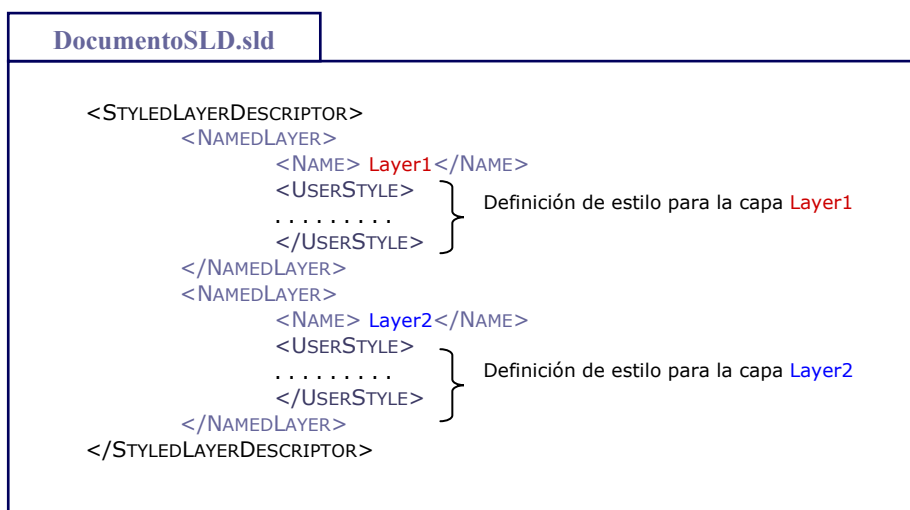 DocumentoSLD.sld
<STYLEDLAYERDESCRIPTOR>
<NAMEDLAYER>
<NAME> Layer1</NAME>
<USERSTYLE>
Definición de estilo para la capa Layer1
. . . . . . . . .
</USERSTYLE>
</NAMEDLAYER>
<NAMEDLAYER>
<NAME> Layer2</NAME>
<USERSTYLE>
Definición de estilo para la capa Layer2
. . . . . . . . .
</USERSTYLE>
</NAMEDLAYER>
</STYLEDLAYERDESCRIPTOR>